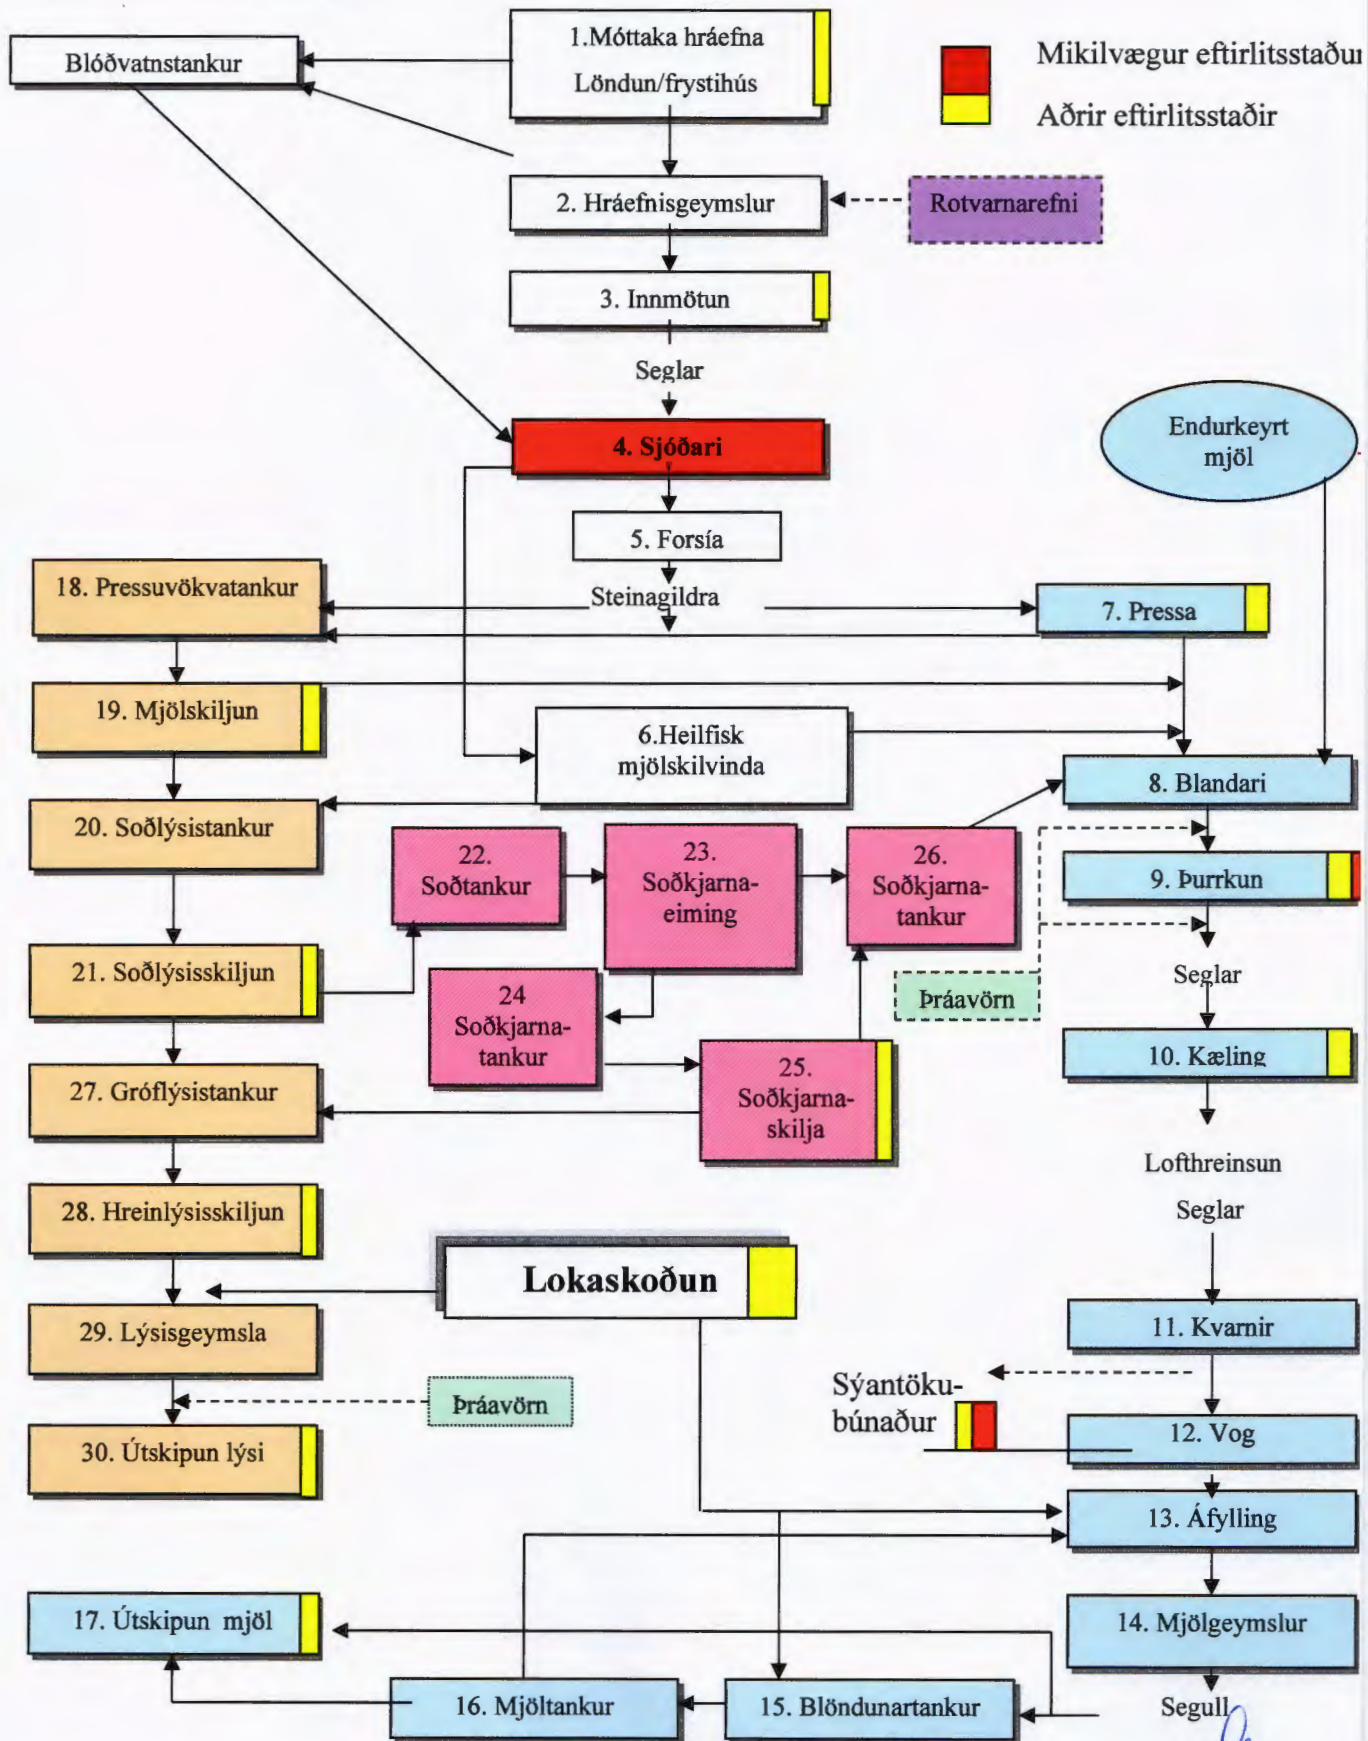 1.Móttaka hráefna
Löndun/frystihús
Blóðvatnstankur
Mikilvægur eftirlitsstaður
Aðrir eftirlitsstaðir
2. Hráefnisgeymslur
Rotvarnarefni
3. Innmötun
Seglar
4. Sjóðari
Endurkeyrt
mjöl
5. Forsía
Steinagildra
18. Pressuvökvatankur
7. Pressa
19. Mjölskiljun
6.Heilfisk
mjölskilvinda
8. Blandari
20. Soðlýsistankur
22.
Soðtankur
23.
Soðkjarna-
eiming
26.
Soðkjarna-
tankur
9. Þurrkun
21. Soðlýsisskiljun
24
Soðkjarna-
tankur
Þráavörn
Seglar
10. Kæling
25.
Soðkjarna-
skilja
27. Gróflýsistankur
Lofthreinsun
Seglar
28. Hreinlýsisskiljun
Lokaskoðun
29. Lýsisgeymsla
11. Kvarnir
Þráavörn
Sýantöku-
búnaður
12. Vog
30. Útskipun lýsi
13. Áfylling
17. Útskipun mjöl
14. Mjölgeymslur
16. Mjöltankur
15. Blöndunartankur
Segull